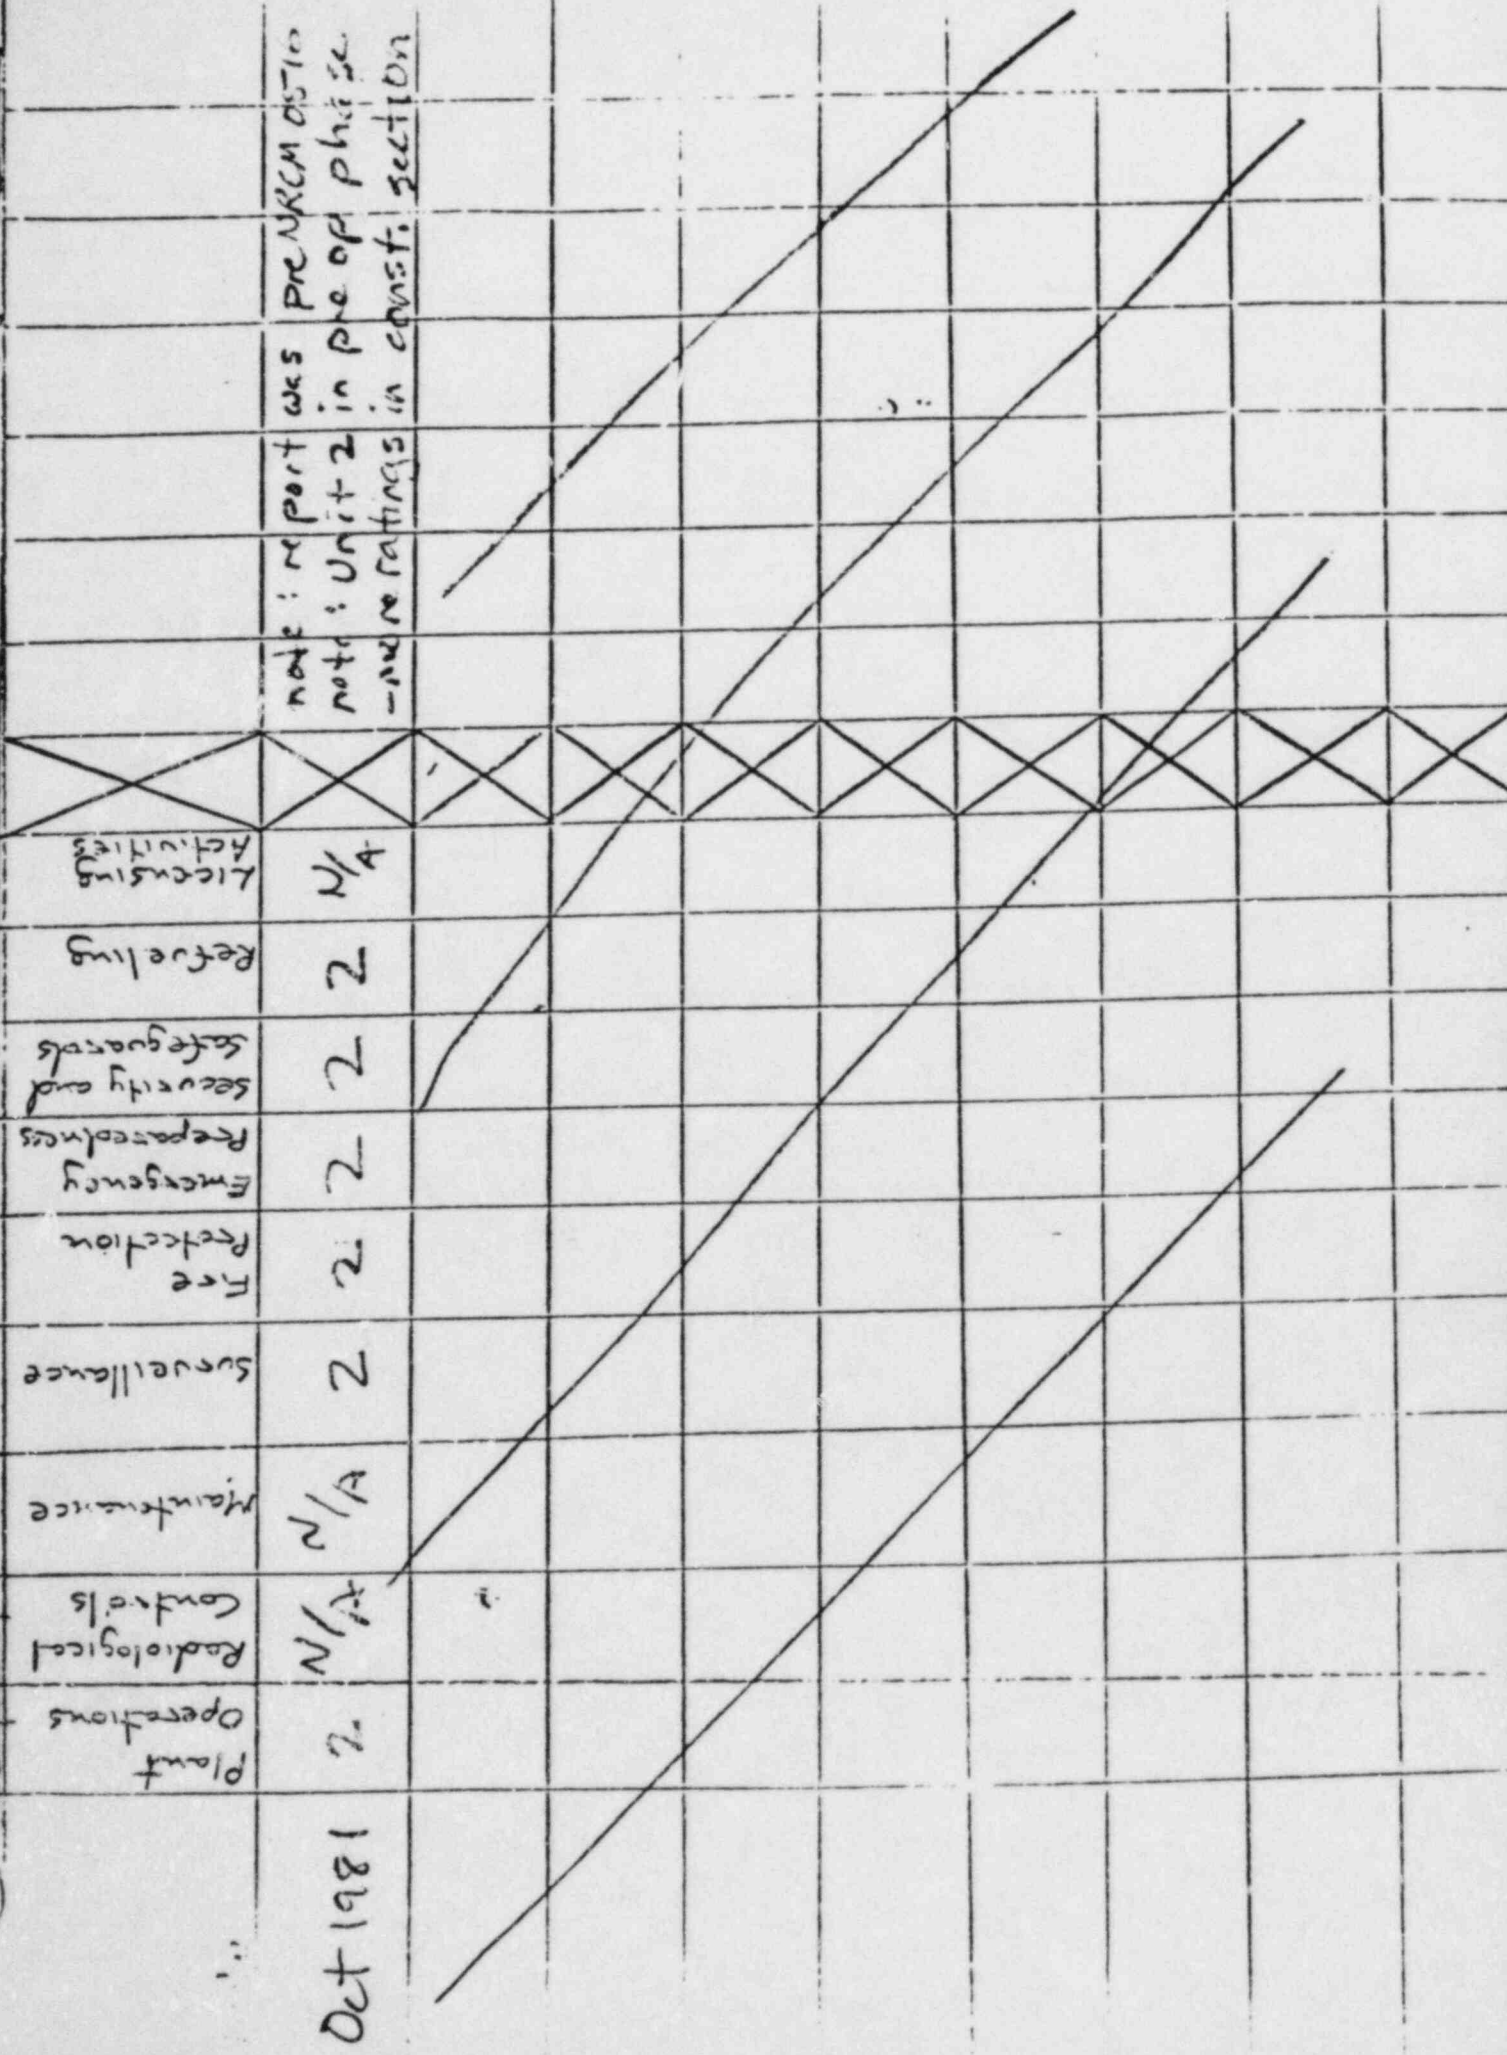 Plant
Operations
Radiological
Controls
Maintenance
Surveillance
Fire
Protection
Emergency
Preparedness
Security and
Safeguards
Refueling
Licensing
Activities
Oct 1981
2
N/A
N/A
2
2
2
2
2
N/A
note: report was pre NRCM 0510
note: Unit 2 in pre op phase
- more ratings in const. section